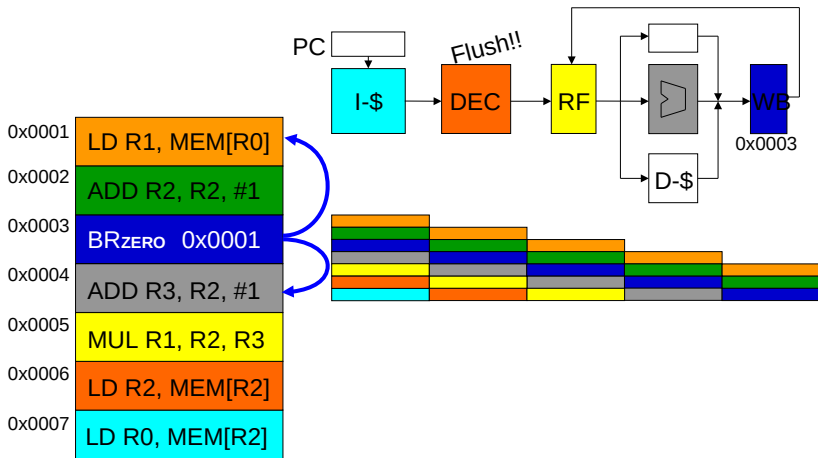 PC
Flush!!
I-$
DEC
RF
WB
0x0003
D-$
0x0001
LD R1, MEM[R0]
0x0002
ADD R2, R2, #1
0x0003
BRZERO 0x0001
0x0004
ADD R3, R2, #1
0x0005
MUL R1, R2, R3
0x0006
LD R2, MEM[R2]
0x0007
LD R0, MEM[R2]